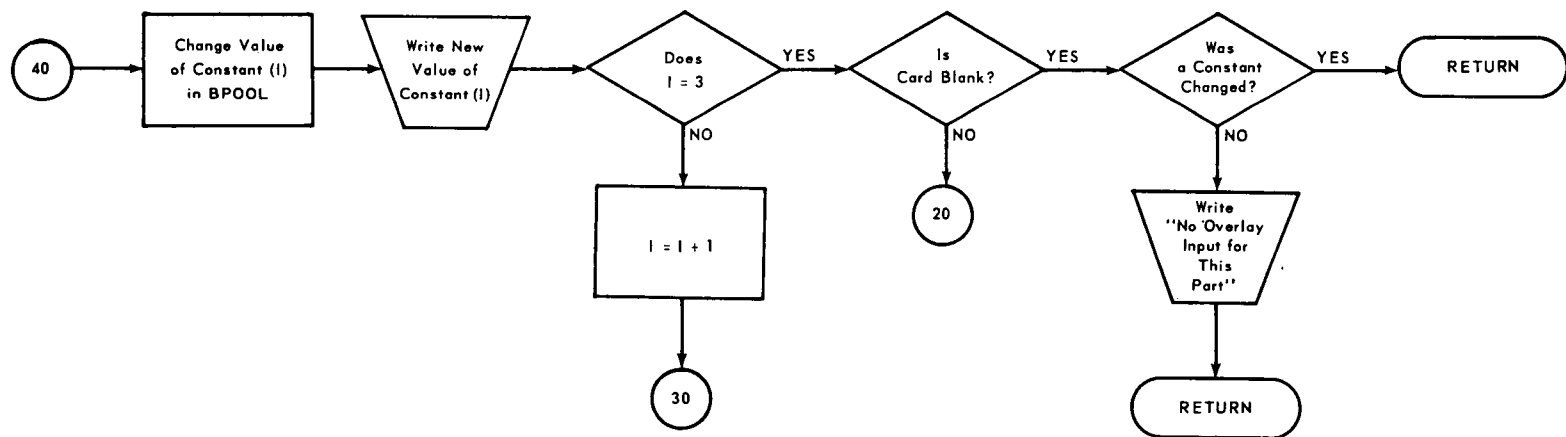 40
Change Value
of Constant (I)
in BPOOL
Write New
Value of
Constant (I)
Does
I = 3
YES
NO
Is
Card Blank?
YES
NO
Was
a Constant
Changed?
YES
NO
RETURN
I = I + 1
20
Write
"No Overlay
Input for
This
Part"
30
RETURN